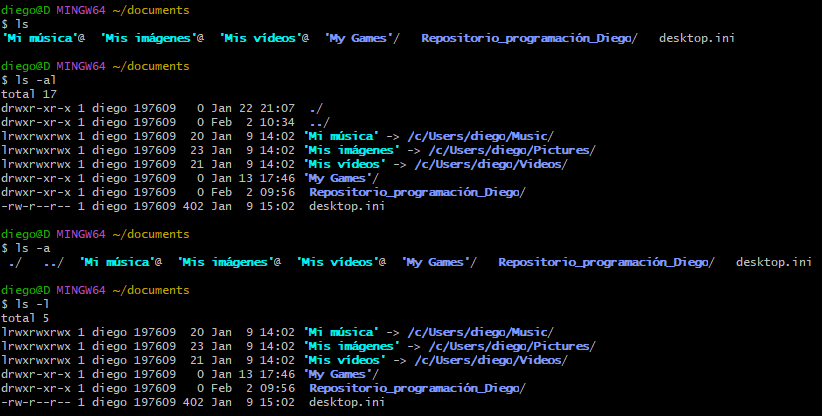 diego@D MINGW64 ~/documents
$ ls
'Mi música'@  'Mis imágenes'@  'Mis vídeos'@  'My Games'/   Repositorio_programación_Diego/   desktop.ini

diego@D MINGW64 ~/documents
$ ls -al
total 17
drwxr-xr-x 1 diego 197609   0 Jan 22 21:07  ./
drwxr-xr-x 1 diego 197609   0 Feb  2 10:34  ../
lrwxrwxrwx 1 diego 197609  20 Jan  9 14:02 'Mi música' -> /c/Users/diego/Music/
lrwxrwxrwx 1 diego 197609  23 Jan  9 14:02 'Mis imágenes' -> /c/Users/diego/Pictures/
lrwxrwxrwx 1 diego 197609  21 Jan  9 14:02 'Mis vídeos' -> /c/Users/diego/Videos/
drwxr-xr-x 1 diego 197609   0 Jan 13 17:46 'My Games'/
drwxr-xr-x 1 diego 197609   0 Feb  2 09:56  Repositorio_programación_Diego/
-rw-r--r-- 1 diego 197609 402 Jan  9 15:02  desktop.ini

diego@D MINGW64 ~/documents
$ ls -a
 ./   ../  'Mi música'@  'Mis imágenes'@  'Mis vídeos'@  'My Games'/   Repositorio_programación_Diego/   desktop.ini

diego@D MINGW64 ~/documents
$ ls -l
total 5
lrwxrwxrwx 1 diego 197609  20 Jan  9 14:02 'Mi música' -> /c/Users/diego/Music/
lrwxrwxrwx 1 diego 197609  23 Jan  9 14:02 'Mis imágenes' -> /c/Users/diego/Pictures/
lrwxrwxrwx 1 diego 197609  21 Jan  9 14:02 'Mis vídeos' -> /c/Users/diego/Videos/
drwxr-xr-x 1 diego 197609   0 Jan 13 17:46 'My Games'/
drwxr-xr-x 1 diego 197609   0 Feb  2 09:56  Repositorio_programación_Diego/
-rw-r--r-- 1 diego 197609 402 Jan  9 15:02  desktop.ini